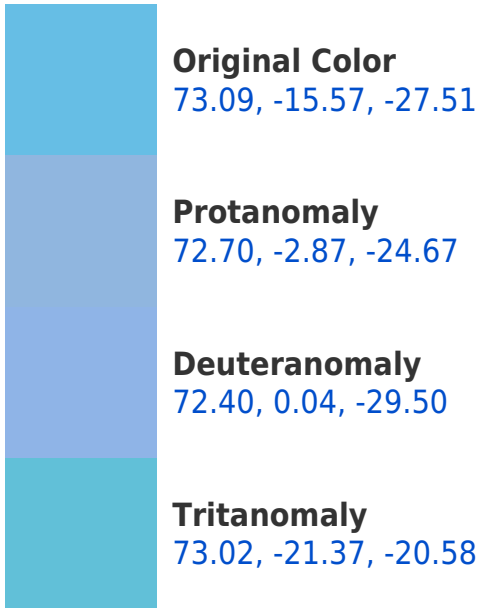 Original Color
73.09, -15.57, -27.51
Protanomaly
72.70, -2.87, -24.67
Deuteranomaly
72.40, 0.04, -29.50
Tritanomaly
73.02, -21.37, -20.58